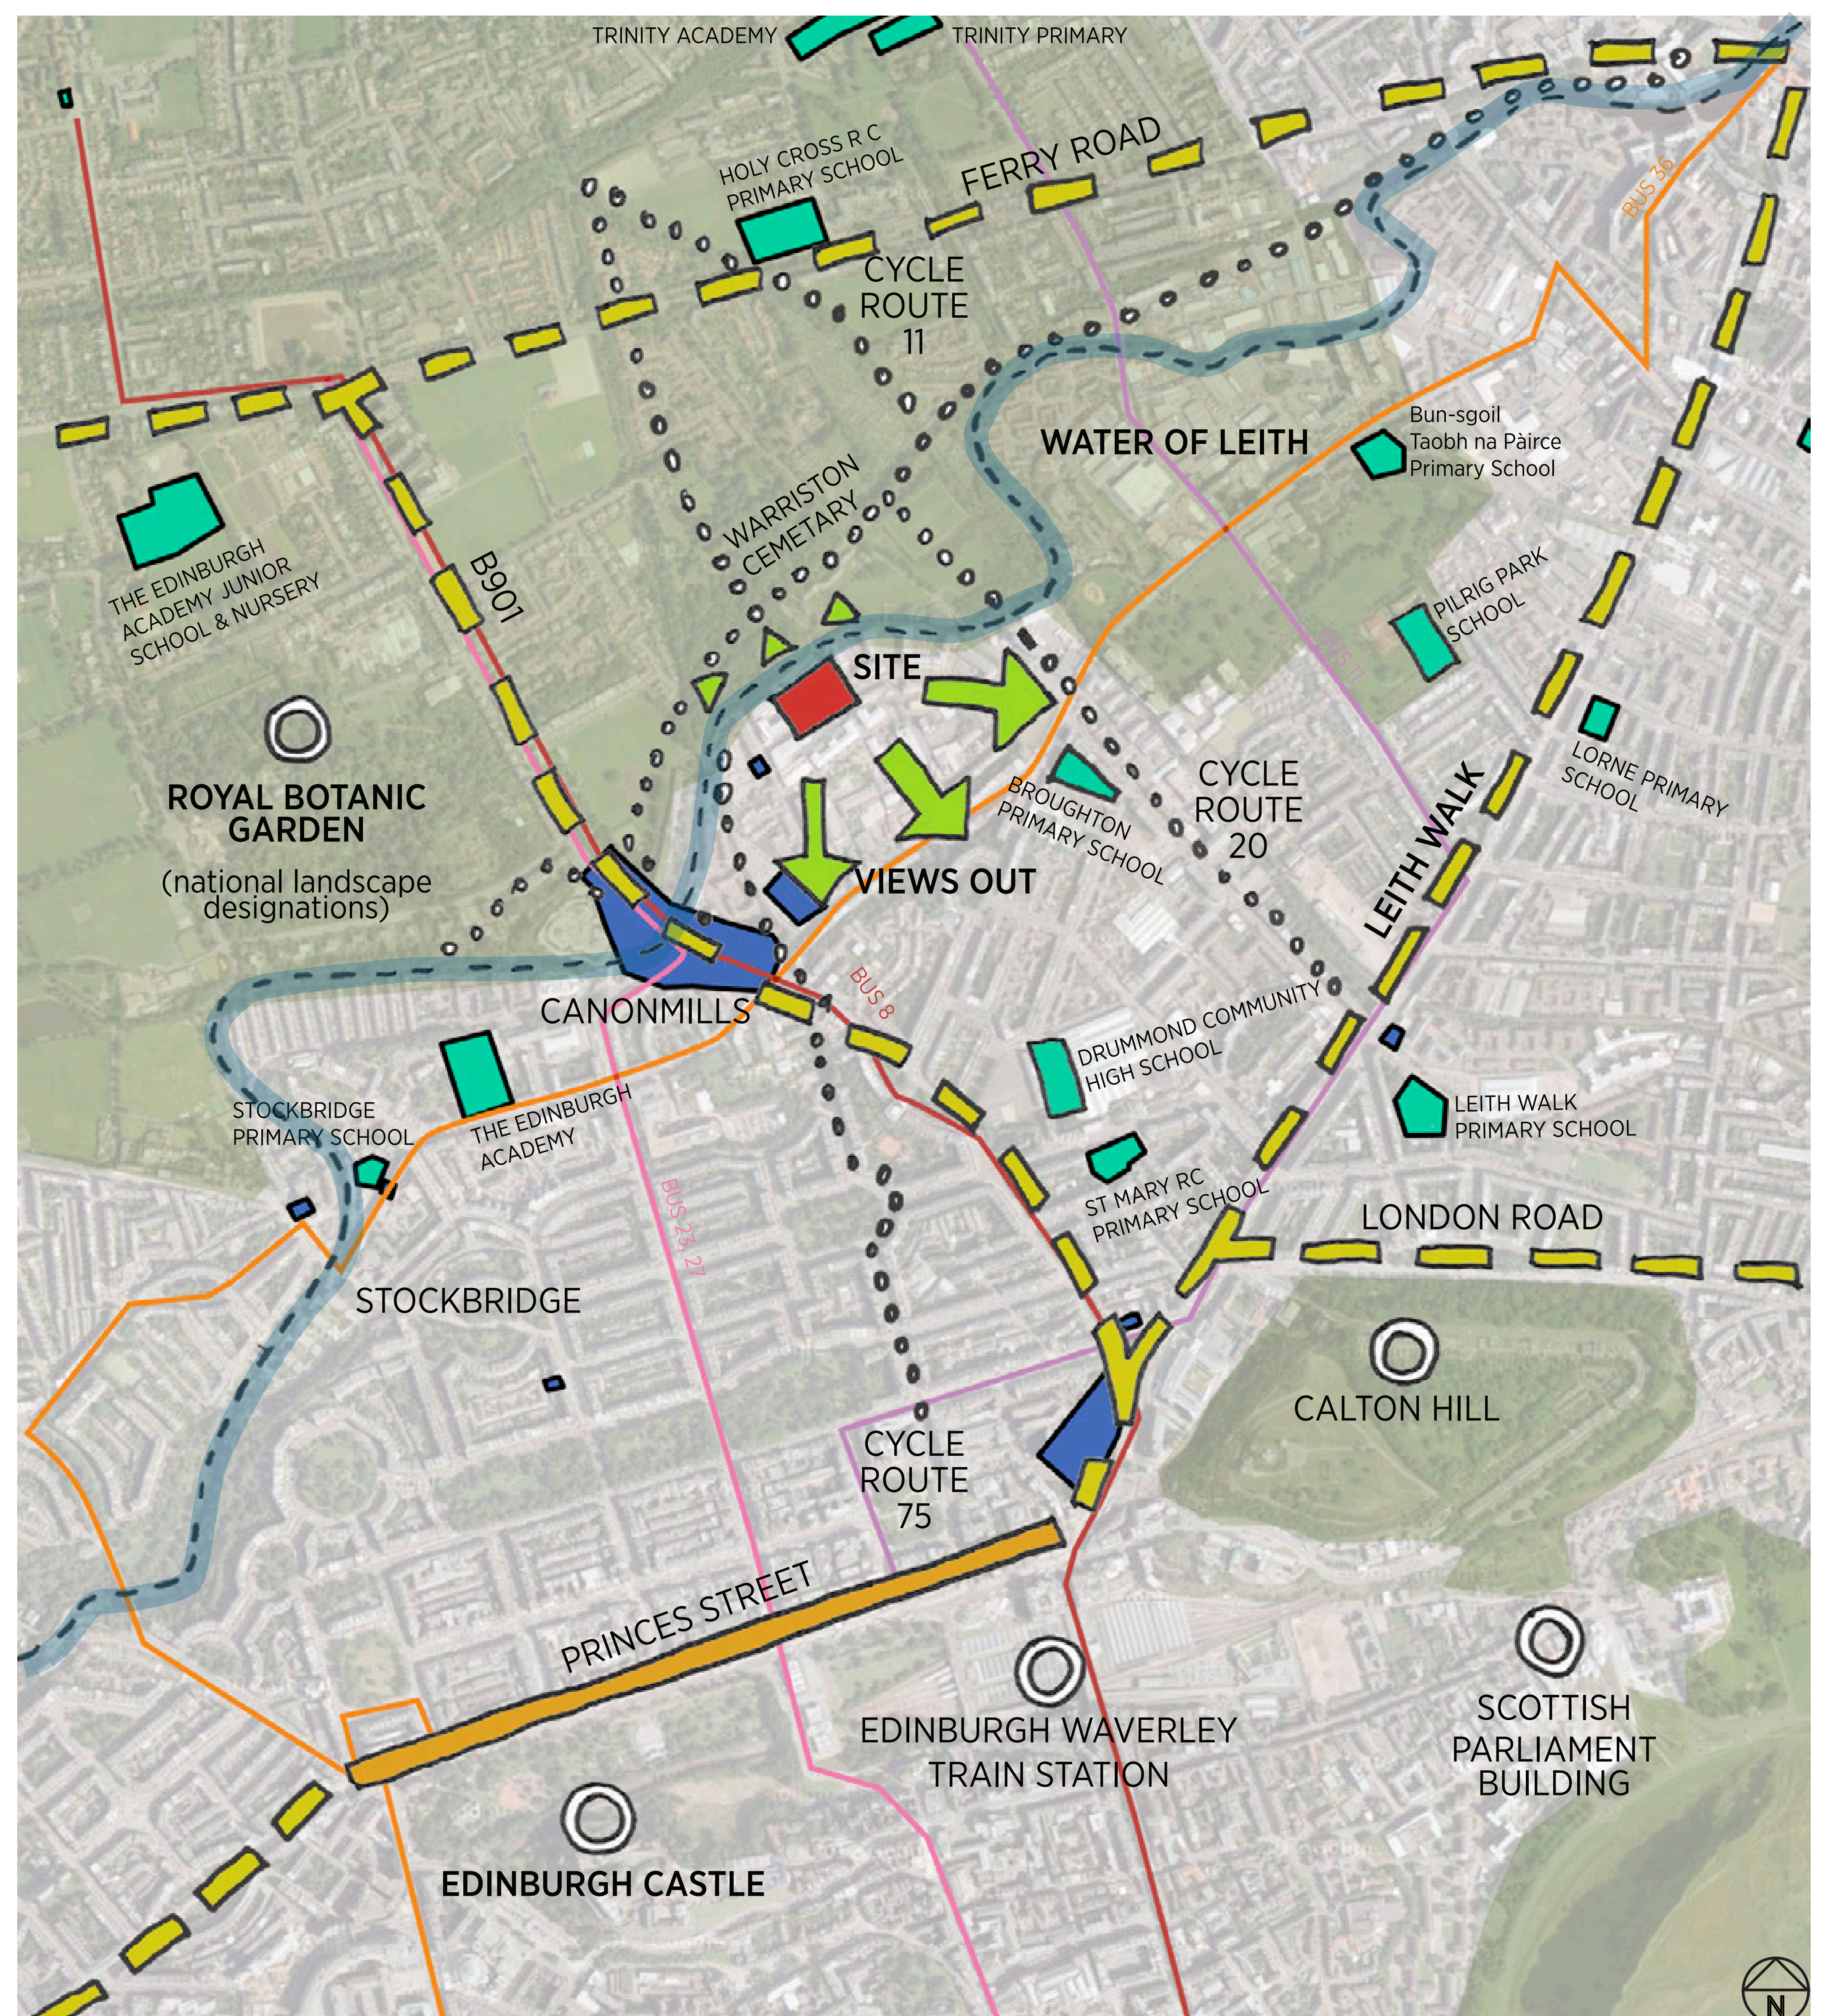 TRINITY ACADEMY
TRINITY PRIMARY
HOLY CROSS R C
PRIMARY SCHOOL
FERRY ROAD
BUS 36
CYCLE
ROUTE
11
WATER OF LEITH
Bun-sgoil
Taobh na Pàirce
Primary School
WARRISTON
CEMETARY
THE EDINBURGH
ACADEMY JUNIOR
SCHOOL & NURSERY
B901
PILRIG PARK
SCHOOL
BUS 11
SITE
LORNE PRIMARY
SCHOOL
ROYAL BOTANIC
GARDEN
(national landscape
designations)
BROUGHTON
PRIMARY SCHOOL
CYCLE
ROUTE
20
LEITH WALK
VIEWS OUT
CANONMILLS
BUS 8
DRUMMOND COMMUNITY
HIGH SCHOOL
STOCKBRIDGE
PRIMARY SCHOOL
THE EDINBURGH
ACADEMY
LEITH WALK
PRIMARY SCHOOL
ST MARY RC
PRIMARY SCHOOL
BUS 23, 27
LONDON ROAD
STOCKBRIDGE
CALTON HILL
CYCLE
ROUTE
75
PRINCES STREET
EDINBURGH WAVERLEY
TRAIN STATION
SCOTTISH
PARLIAMENT
BUILDING
EDINBURGH CASTLE
N